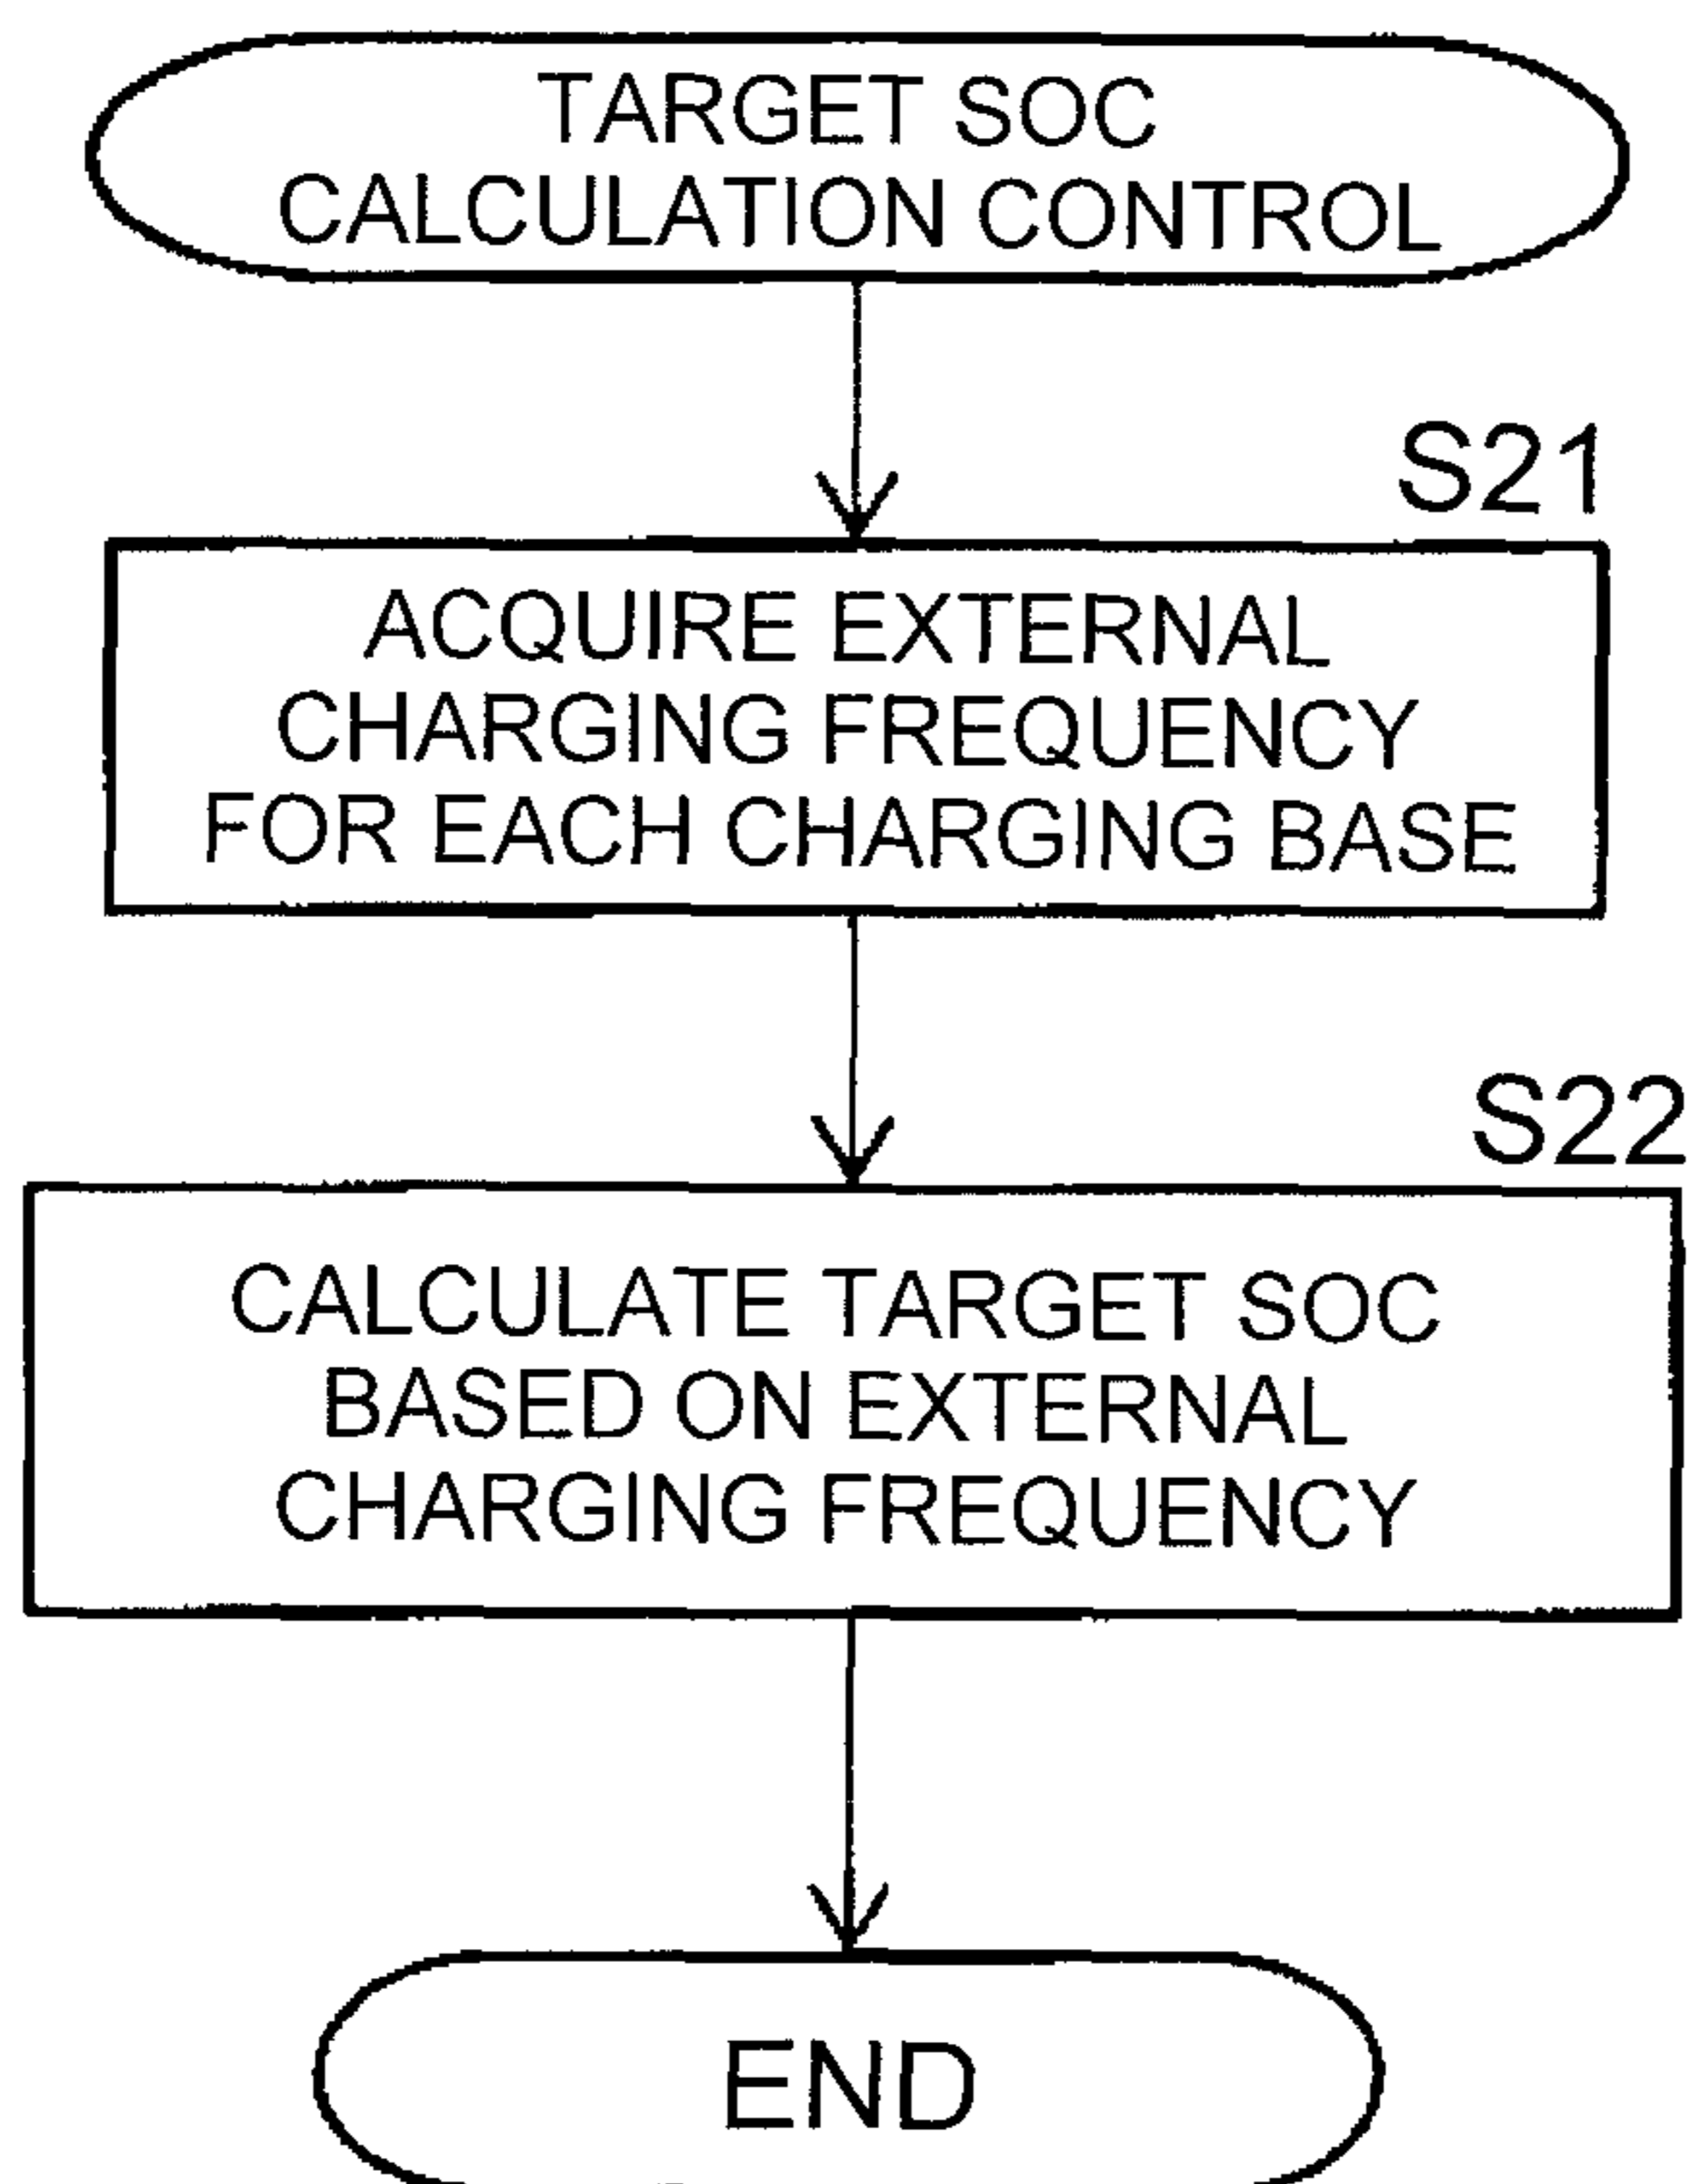 TARGET SOC
CALCULATION CONTROL
S21
ACQUIRE EXTERNAL
CHARGING FREQUENCY
FOR EACH CHARGING BASE
S22
CALCULATE TARGET SOC
BASED ON EXTERNAL
CHARGING FREQUENCY
END